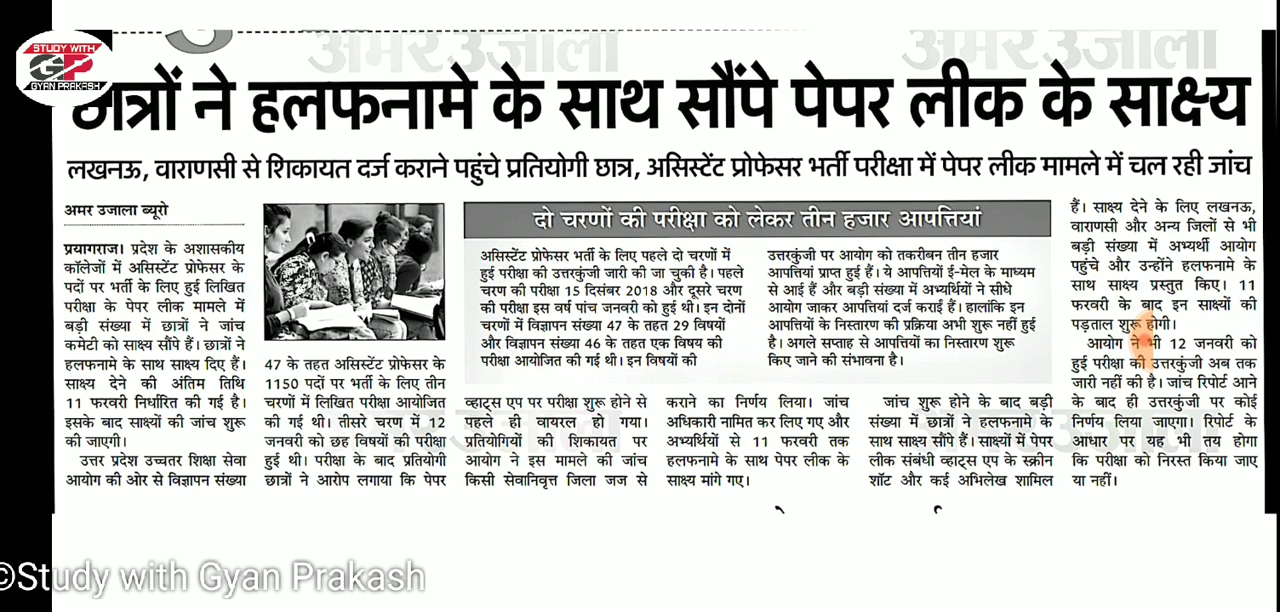 STUDY WITH
GP
GYAN PRAKASH
अमर उजाला
अमर उजाला
छात्रों ने हलफनामे के साथ सौंपे पेपर लीक के साक्ष्य
लखनऊ, वाराणसी से शिकायत दर्ज कराने पहुंचे प्रतियोगी छात्र, असिस्टेंट प्रोफेसर भर्ती परीक्षा में पेपर लीक मामले में चल रही जांच
अमर उजाला ब्यूरो
प्रयागराज। प्रदेश के अशासकीय
कॉलेजों में असिस्टेंट प्रोफेसर के
पदों पर भर्ती के लिए हुई लिखित
परीक्षा के पेपर लीक मामले में
बड़ी संख्या में छात्रों ने जांच
कमेटी को साक्ष्य सौंपे हैं। छात्रों ने
हलफनामे के साथ साक्ष्य दिए हैं।
साक्ष्य देने की अंतिम तिथि
11 फरवरी निर्धारित की गई है।
इसके बाद साक्ष्यों की जांच शुरू
की जाएगी।
उत्तर प्रदेश उच्चतर शिक्षा सेवा
आयोग की ओर से विज्ञापन संख्या
47 के तहत असिस्टेंट प्रोफेसर के
1150 पदों पर भर्ती के लिए तीन
चरणों में लिखित परीक्षा आयोजित
की गई थी। तीसरे चरण में 12
जनवरी को छह विषयों की परीक्षा
हुई थी। परीक्षा के बाद प्रतियोगी
छात्रों ने आरोप लगाया कि पेपर
दो चरणों की परीक्षा को लेकर तीन हजार आपत्तियां
असिस्टेंट प्रोफेसर भर्ती के लिए पहले दो चरणों में
हुई परीक्षा की उत्तरकुंजी जारी की जा चुकी है। पहले
चरण की परीक्षा 15 दिसंबर 2018 और दूसरे चरण
की परीक्षा इस वर्ष पांच जनवरी को हुई थी। इन दोनों
चरणों में विज्ञापन संख्या 47 के तहत 29 विषयों
और विज्ञापन संख्या 46 के तहत एक विषय की
परीक्षा आयोजित की गई थी। इन विषयों की
उत्तरकुंजी पर आयोग को तकरीबन तीन हजार
आपत्तियां प्राप्त हुई हैं। ये आपत्तियों ई-मेल के माध्यम
से आई हैं और बड़ी संख्या में अभ्यर्थियों ने सीधे
आयोग जाकर आपत्तियां दर्ज कराईं हैं। हालांकि इन
आपत्तियों के निस्तारण की प्रक्रिया अभी शुरू नहीं हुई
है। अगले सप्ताह से आपत्तियों का निस्तारण शुरू
किए जाने की संभावना है।
व्हाट्स एप पर परीक्षा शुरू होने से
पहले ही वायरल हो गया।
प्रतियोगियों की शिकायत पर
आयोग ने इस मामले की जांच
किसी सेवानिवृत्त जिला जज से
कराने का निर्णय लिया। जांच
अधिकारी नामित कर लिए गए और
अभ्यर्थियों से 11 फरवरी तक
हलफनामे के साथ पेपर लीक के
साक्ष्य मांगे गए।
जांच शुरू होने के बाद बड़ी
संख्या में छात्रों ने हलफनामे के
साथ साक्ष्य सौंपे हैं। साक्ष्यों में पेपर
लीक संबंधी व्हाट्स एप के स्क्रीन
शॉट और कई अभिलेख शामिल
हैं। साक्ष्य देने के लिए लखनऊ,
वाराणसी और अन्य जिलों से भी
बड़ी संख्या में अभ्यर्थी आयोग
पहुंचे और उन्होंने हलफनामे के
साथ साक्ष्य प्रस्तुत किए। 11
फरवरी के बाद इन साक्ष्यों की
पड़ताल शुरू होगी।
आयोग ने भी 12 जनवरी को
हुई परीक्षा की उत्तरकुंजी अब तक
जारी नहीं की है। जांच रिपोर्ट आने
के बाद ही उत्तरकुंजी पर कोई
निर्णय लिया जाएगा। रिपोर्ट के
आधार पर यह भी तय होगा
कि परीक्षा को निरस्त किया जाए
या नहीं।
©Study with Gyan Prakash